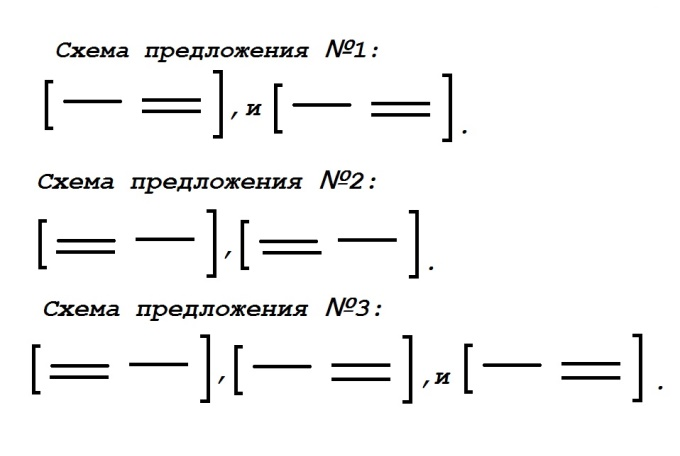 Схема предложения №1:
[ ], и [ ].
Схема предложения №2:
[ ], [ ].
Схема предложения №3:
[ ], [ ], и [ ].